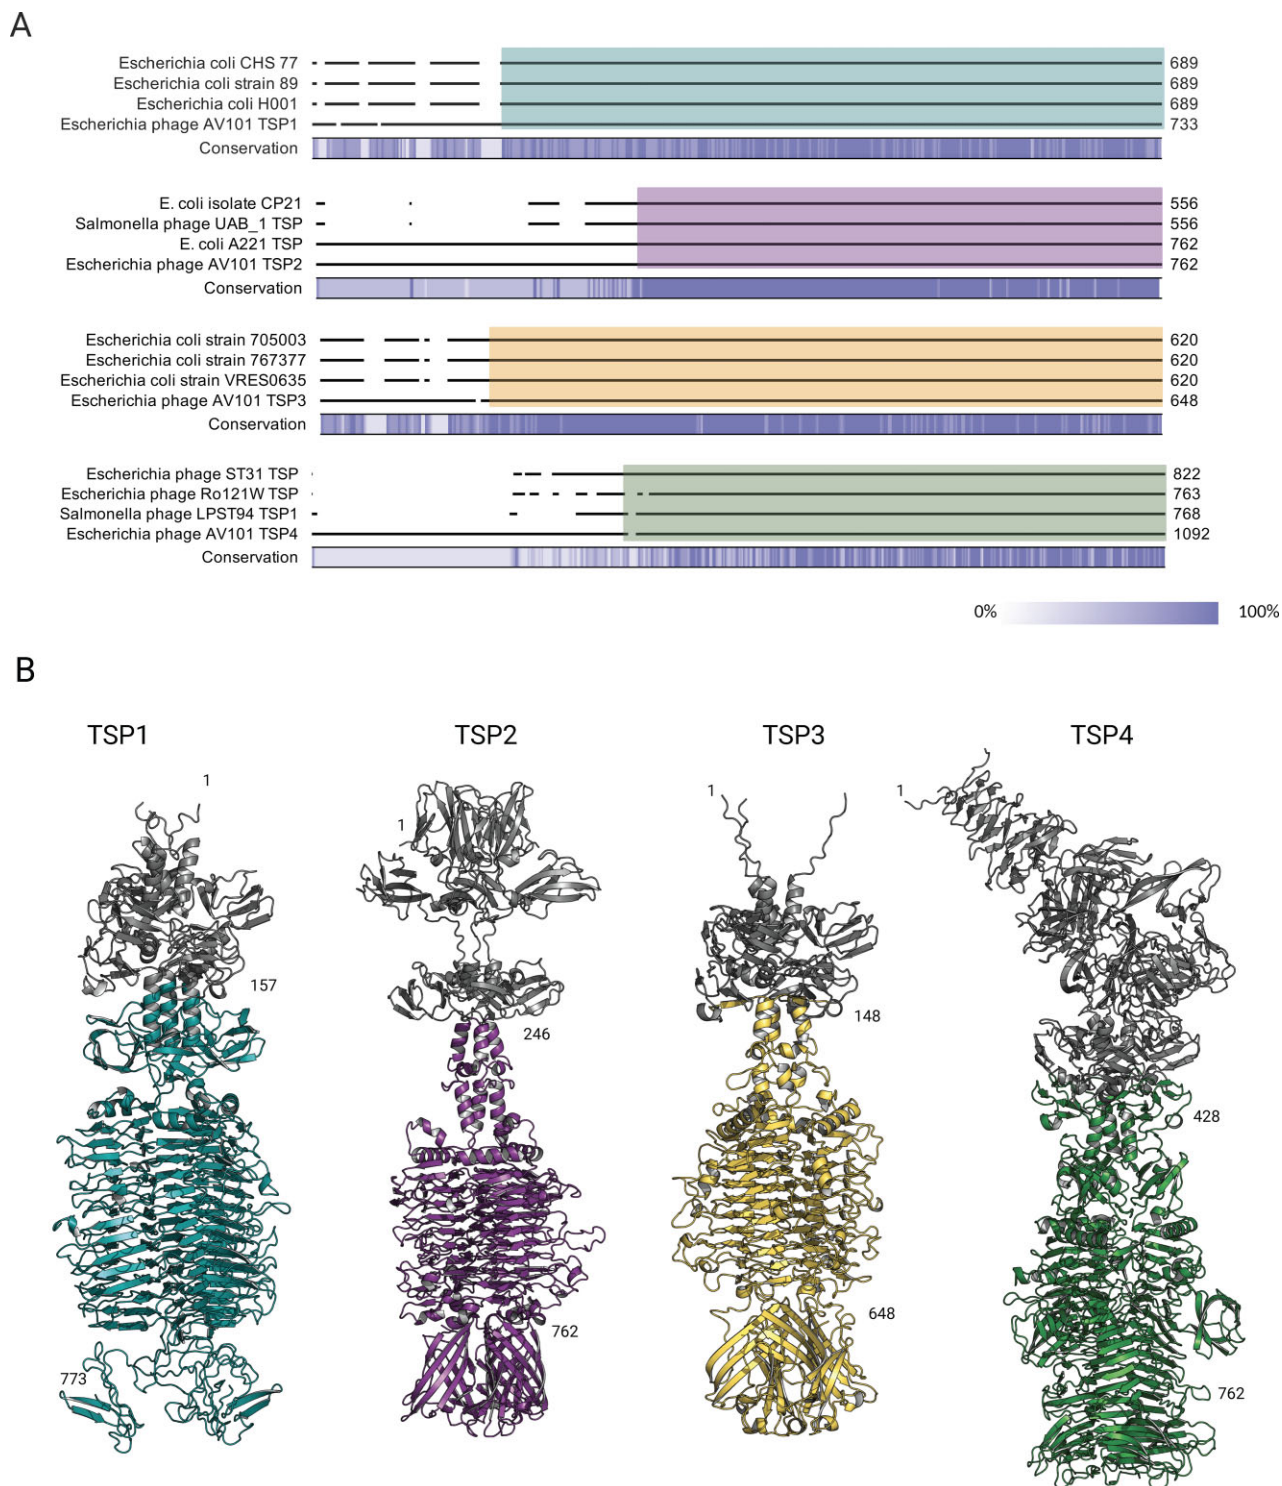 A
Escherichia coli CHS 77 689
Escherichia coli strain 89 689
Escherichia coli H001 689
Escherichia phage AV101 TSP1 733
Conservation
E. coli isolate CP21 556
Salmonella phage UAB_1 TSP 556
E. coli A221 TSP 762
Escherichia phage AV101 TSP2 762
Conservation
Escherichia coli strain 705003 620
Escherichia coli strain 767377 620
Escherichia coli strain VRES0635 620
Escherichia phage AV101 TSP3 648
Conservation
Escherichia phage ST31 TSP 822
Escherichia phage Ro121W TSP 763
Salmonella phage LPST94 TSP1 768
Escherichia phage AV101 TSP4 1092
Conservation
0% 100%
B
TSP1 TSP2 TSP3 TSP4
1 1 1 1
157 246 148 428
773 762 648 762